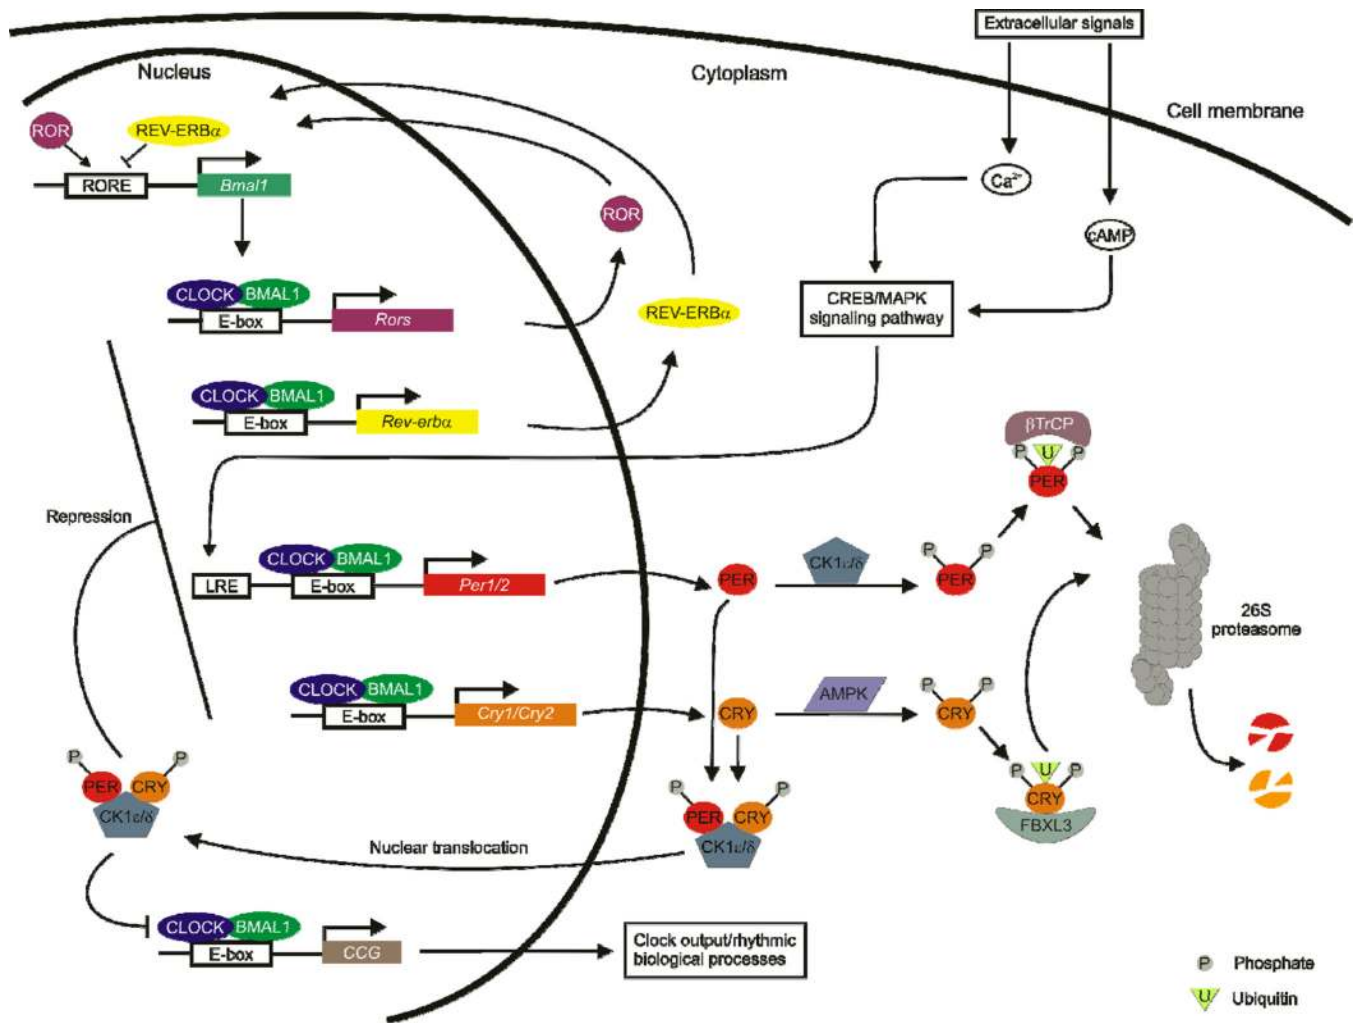 Extracellular signals
Nucleus
Cytoplasm
Cell membrane
ROR
REV-ERBα
RORE
Bmal1
Ca²⁺
ROR
cAMP
CLOCK BMAL1
E-box
Rors
REV-ERBα
CREB/MAPK
signaling pathway
CLOCK BMAL1
E-box
Rev-erbα
βTrCP
P U P
PER
Repression
CLOCK BMAL1
LRE
E-box
Per1/2
PER
CK1ε/δ
P P
PER
26S
proteasome
CLOCK BMAL1
E-box
Cry1/Cry2
CRY
AMPK
P P
CRY
P P
PER CRY
CK1ε/δ
P P
PER CRY
CK1ε/δ
P U P
CRY
FBXL3
Nuclear translocation
CLOCK BMAL1
E-box
CCG
Clock output/rhythmic
biological processes
P Phosphate
U Ubiquitin